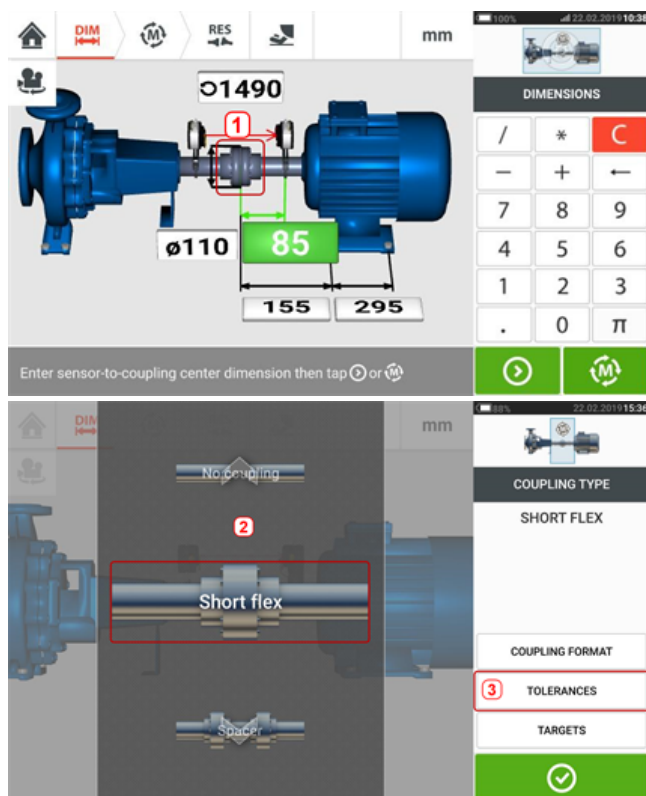 DIM
M
RES
mm
100%
22.02.2019 10:38
1490
1
DIMENSIONS
/ * C
− + ←
7 8 9
4 5 6
1 2 3
. 0 π
ø110
85
155
295
Enter sensor-to-coupling center dimension then tap or M
M
DIM
mm
88%
22.02.2019 15:36
No coupling
2
COUPLING TYPE
SHORT FLEX
Short flex
COUPLING FORMAT
3
TOLERANCES
Spacer
TARGETS